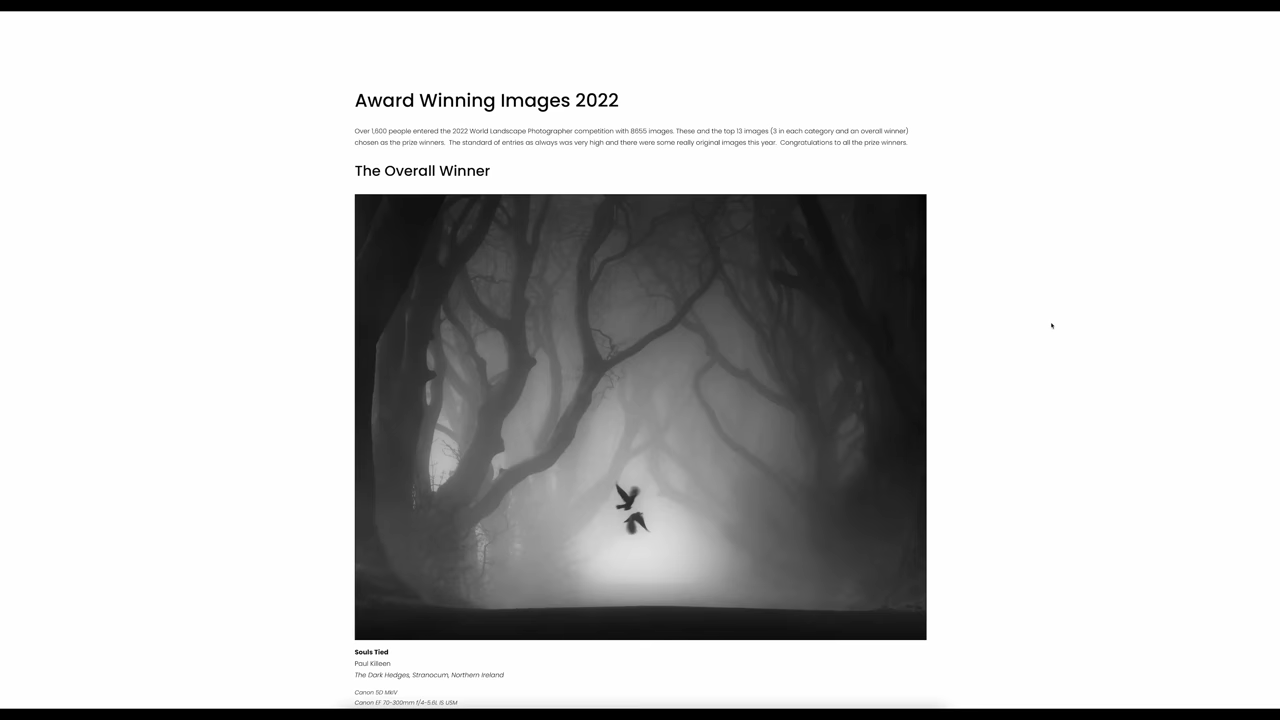 Award Winning Images 2022
Over 1,600 people entered the 2022 World Landscape Photographer competition with 8655 images. These and the top 13 images (3 in each category and an overall winner)
chosen as the prize winners. The standard of entries as always was very high and there were some really original images this year. Congratulations to all the prize winners.
The Overall Winner
Souls Tied
Paul Killeen
The Dark Hedges, Stranocum, Northern Ireland
Canon 5D MkIV
Canon EF 70-300mm f/4-5.6L IS USM